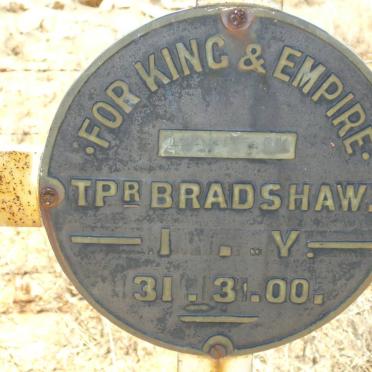 ·FOR KING & EMPIRE·
TPR BRADSHAW.
I . . Y.
31 . 3 . 00.